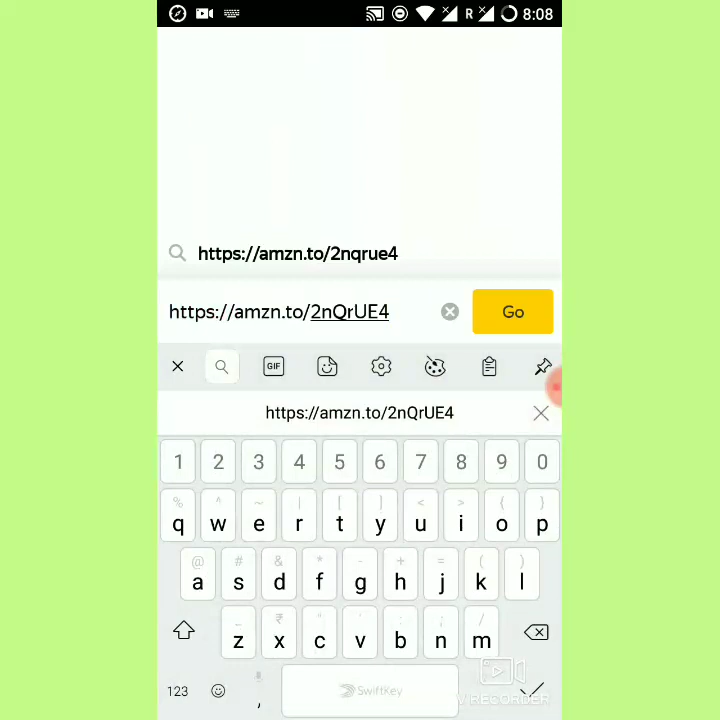 R 8:08
https://amzn.to/2nqrue4
https://amzn.to/2nQrUE4 Go
GIF
https://amzn.to/2nQrUE4
1 2 3 4 5 6 7 8 9 0
% ^ ~ | [ ] < > { }
q w e r t y u i o p
@ # & * - + = ( )
a s d f g h j k l
_ ₹ " ' : ; /
z x c v b n m
123 , SwiftKey
VIRECORDER